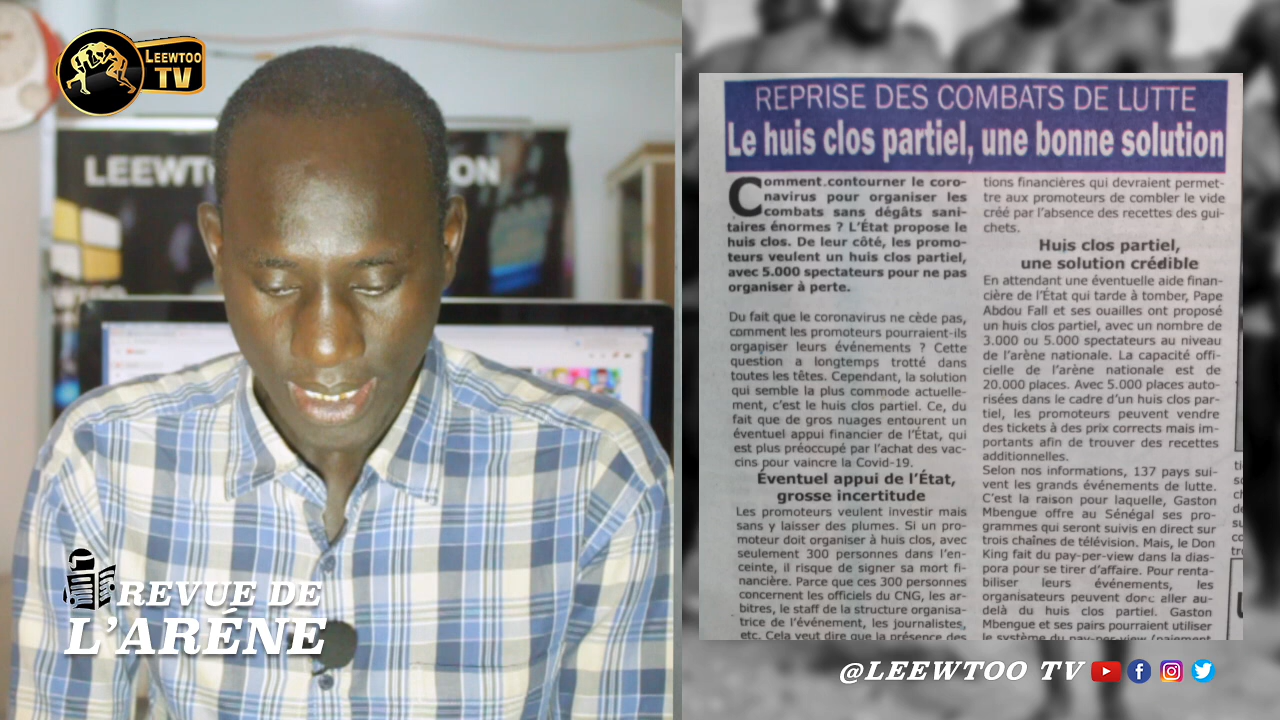 LEEWTOO
TV
LEEWTO
ON
REVUE DE
L'ARÉNE
REPRISE DES COMBATS DE LUTTE
Le huis clos partiel, une bonne solution
Comment contourner le coro-
navirus pour organiser les
combats sans dégâts sani-
taires énormes ? L'État propose le
huis clos. De leur côté, les promo-
teurs veulent un huis clos partiel,
avec 5.000 spectateurs pour ne pas
organiser à perte.
Du fait que le coronavirus ne cède pas,
comment les promoteurs pourraient-ils
organiser leurs événements ? Cette
question a longtemps trotté dans
toutes les têtes. Cependant, la solution
qui semble la plus commode actuelle-
ment, c'est le huis clos partiel. Ce, du
fait que de gros nuages entourent un
éventuel appui financier de l'État, qui
est plus préoccupé par l'achat des vac-
cins pour vaincre la Covid-19.
Éventuel appui de l'État,
grosse incertitude
Les promoteurs veulent investir mais
sans y laisser des plumes. Si un pro-
moteur doit organiser à huis clos, avec
seulement 300 personnes dans l'en-
ceinte, il risque de signer sa mort fi-
nancière. Parce que ces 300 personnes
concernent les officiels du CNG, les ar-
bitres, le staff de la structure organisa-
trice de l'événement, les journalistes,
etc. Cela veut dire que la présence des
tions financières qui devraient permet-
tre aux promoteurs de combler le vide
créé par l'absence des recettes des gui-
chets.
Huis clos partiel,
une solution crédible
En attendant une éventuelle aide finan-
cière de l'État qui tarde à tomber, Pape
Abdou Fall et ses ouailles ont proposé
un huis clos partiel, avec un nombre de
3.000 ou 5.000 spectateurs au niveau
de l'arène nationale. La capacité offi-
cielle de l'arène nationale est de
20.000 places. Avec 5.000 places auto-
risées dans le cadre d'un huis clos par-
tiel, les promoteurs peuvent vendre
des tickets à des prix corrects mais im-
portants afin de trouver des recettes
additionnelles.
Selon nos informations, 137 pays sui-
vent les grands événements de lutte.
C'est la raison pour laquelle, Gaston
Mbengue offre au Sénégal ses pro-
grammes qui seront suivis en direct sur
trois chaînes de télévision. Mais, le Don
King fait du pay-per-view dans la dias-
pora pour se tirer d'affaire. Pour renta-
biliser leurs événements, les
organisateurs peuvent donc aller au-
delà du huis clos partiel. Gaston
Mbengue et ses pairs pourraient utiliser
le système du pay-per-view (paiement
@LEEWTOO TV